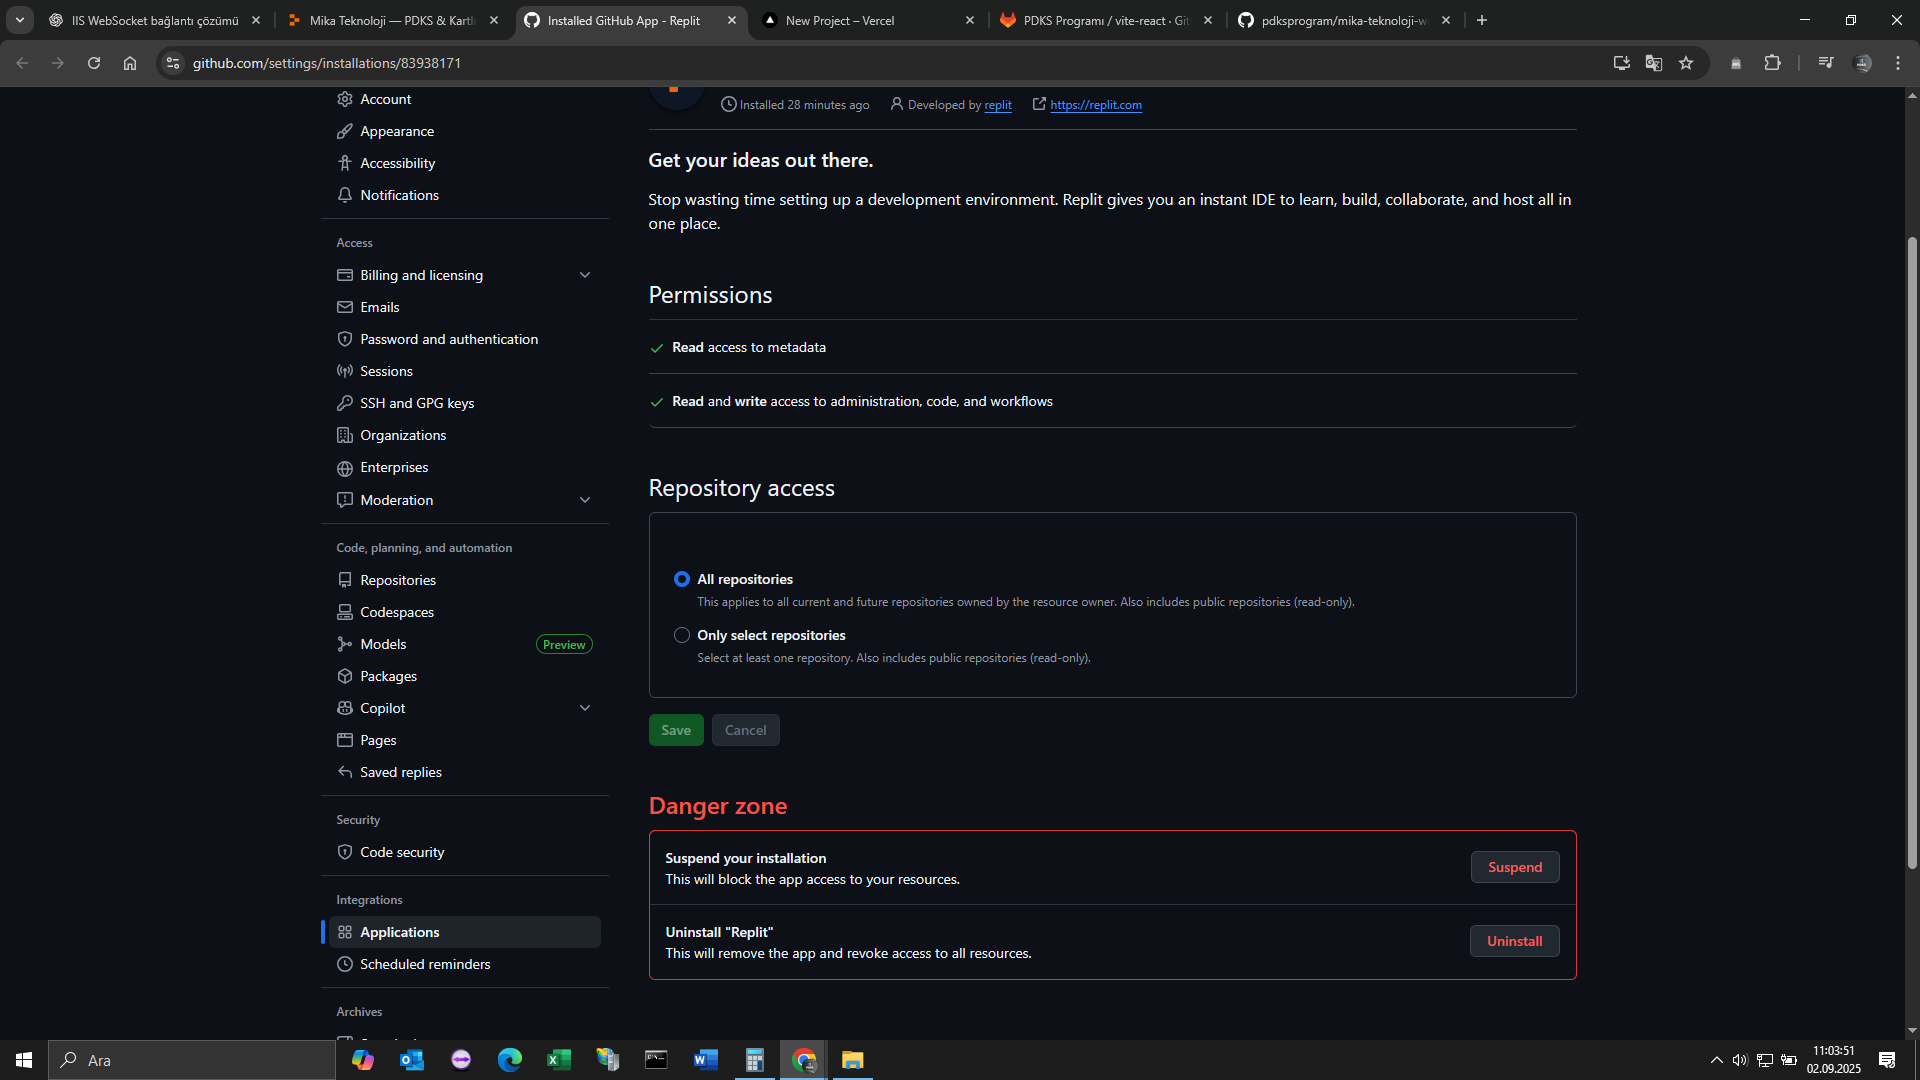 IIS WebSocket bağlantı çözümü
Mika Teknoloji — PDKS & Kartlı
Installed GitHub App - Replit
New Project – Vercel
PDKS Programı / vite-react · Git
pdksprogram/mika-teknoloji-w
github.com/settings/installations/83938171
Account
Appearance
Accessibility
Notifications
Access
Billing and licensing
Emails
Password and authentication
Sessions
SSH and GPG keys
Organizations
Enterprises
Moderation
Code, planning, and automation
Repositories
Codespaces
Models
Preview
Packages
Copilot
Pages
Saved replies
Security
Code security
Integrations
Applications
Scheduled reminders
Archives
Installed 28 minutes ago
Developed by replit
https://replit.com
Get your ideas out there.
Stop wasting time setting up a development environment. Replit gives you an instant IDE to learn, build, collaborate, and host all in
one place.
Permissions
Read access to metadata
Read and write access to administration, code, and workflows
Repository access
All repositories
This applies to all current and future repositories owned by the resource owner. Also includes public repositories (read-only).
Only select repositories
Select at least one repository. Also includes public repositories (read-only).
Save
Cancel
Danger zone
Suspend your installation
This will block the app access to your resources.
Suspend
Uninstall "Replit"
This will remove the app and revoke access to all resources.
Uninstall
Ara
11:03:51
02.09.2025